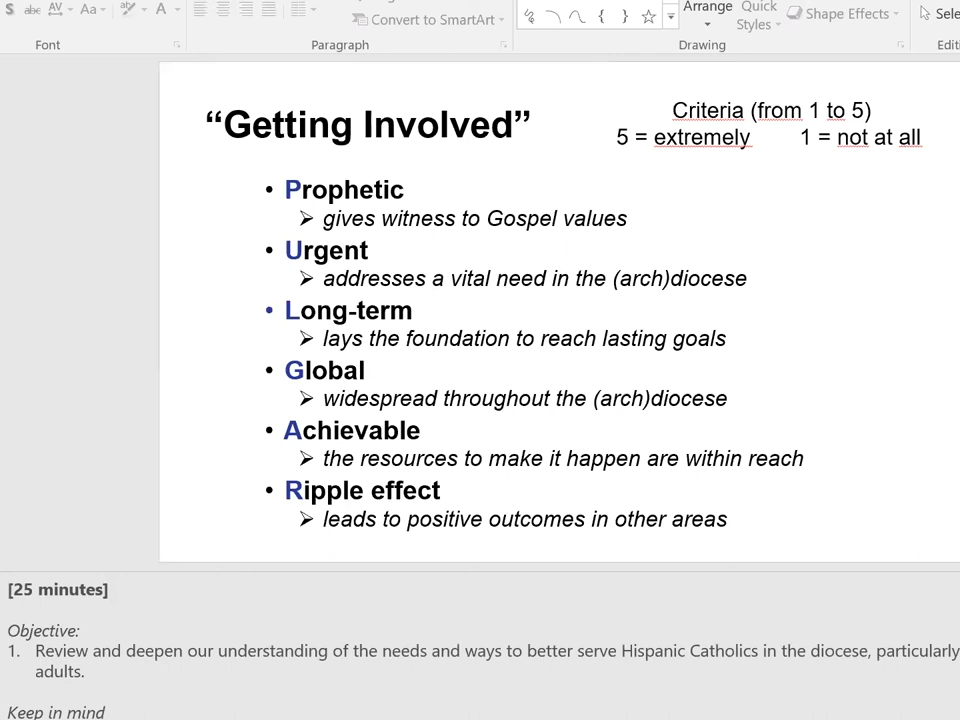 S abc AV Aa A
Convert to SmartArt
Arrange
Quick
Styles
Shape Effects
Font
Paragraph
Drawing
“Getting Involved”
Criteria (from 1 to 5)
5 = extremely 1 = not at all
• Prophetic
➢ gives witness to Gospel values
• Urgent
➢ addresses a vital need in the (arch)diocese
• Long-term
➢ lays the foundation to reach lasting goals
• Global
➢ widespread throughout the (arch)diocese
• Achievable
➢ the resources to make it happen are within reach
• Ripple effect
➢ leads to positive outcomes in other areas
[25 minutes]
Objective:
1. Review and deepen our understanding of the needs and ways to better serve Hispanic Catholics in the diocese, particularly
adults.
Keep in mind